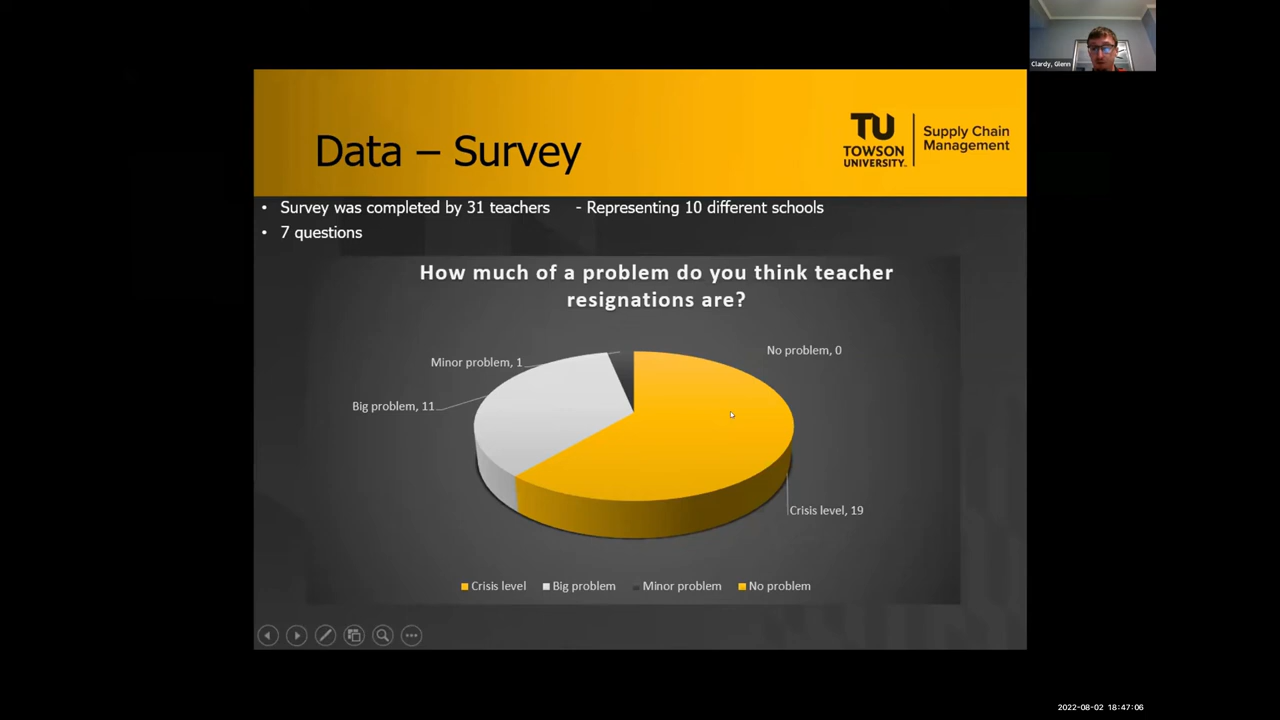 Clardy, Glenn
Data – Survey
TU
TOWSON
UNIVERSITY
Supply Chain
Management
• Survey was completed by 31 teachers - Representing 10 different schools
• 7 questions
How much of a problem do you think teacher
resignations are?
No problem, 0
Minor problem, 1
Big problem, 11
Crisis level, 19
Crisis level Big problem Minor problem No problem
2022-08-02 18:47:06